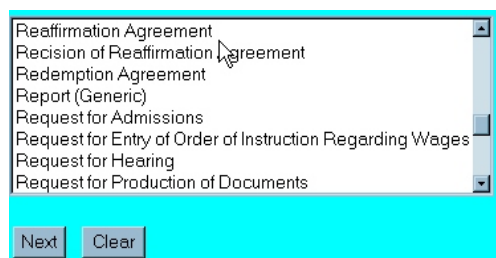 Reaffirmation Agreement
Recision of Reaffirmation Agreement
Redemption Agreement
Report (Generic)
Request for Admissions
Request for Entry of Order of Instruction Regarding Wages
Request for Hearing
Request for Production of Documents
Next Clear